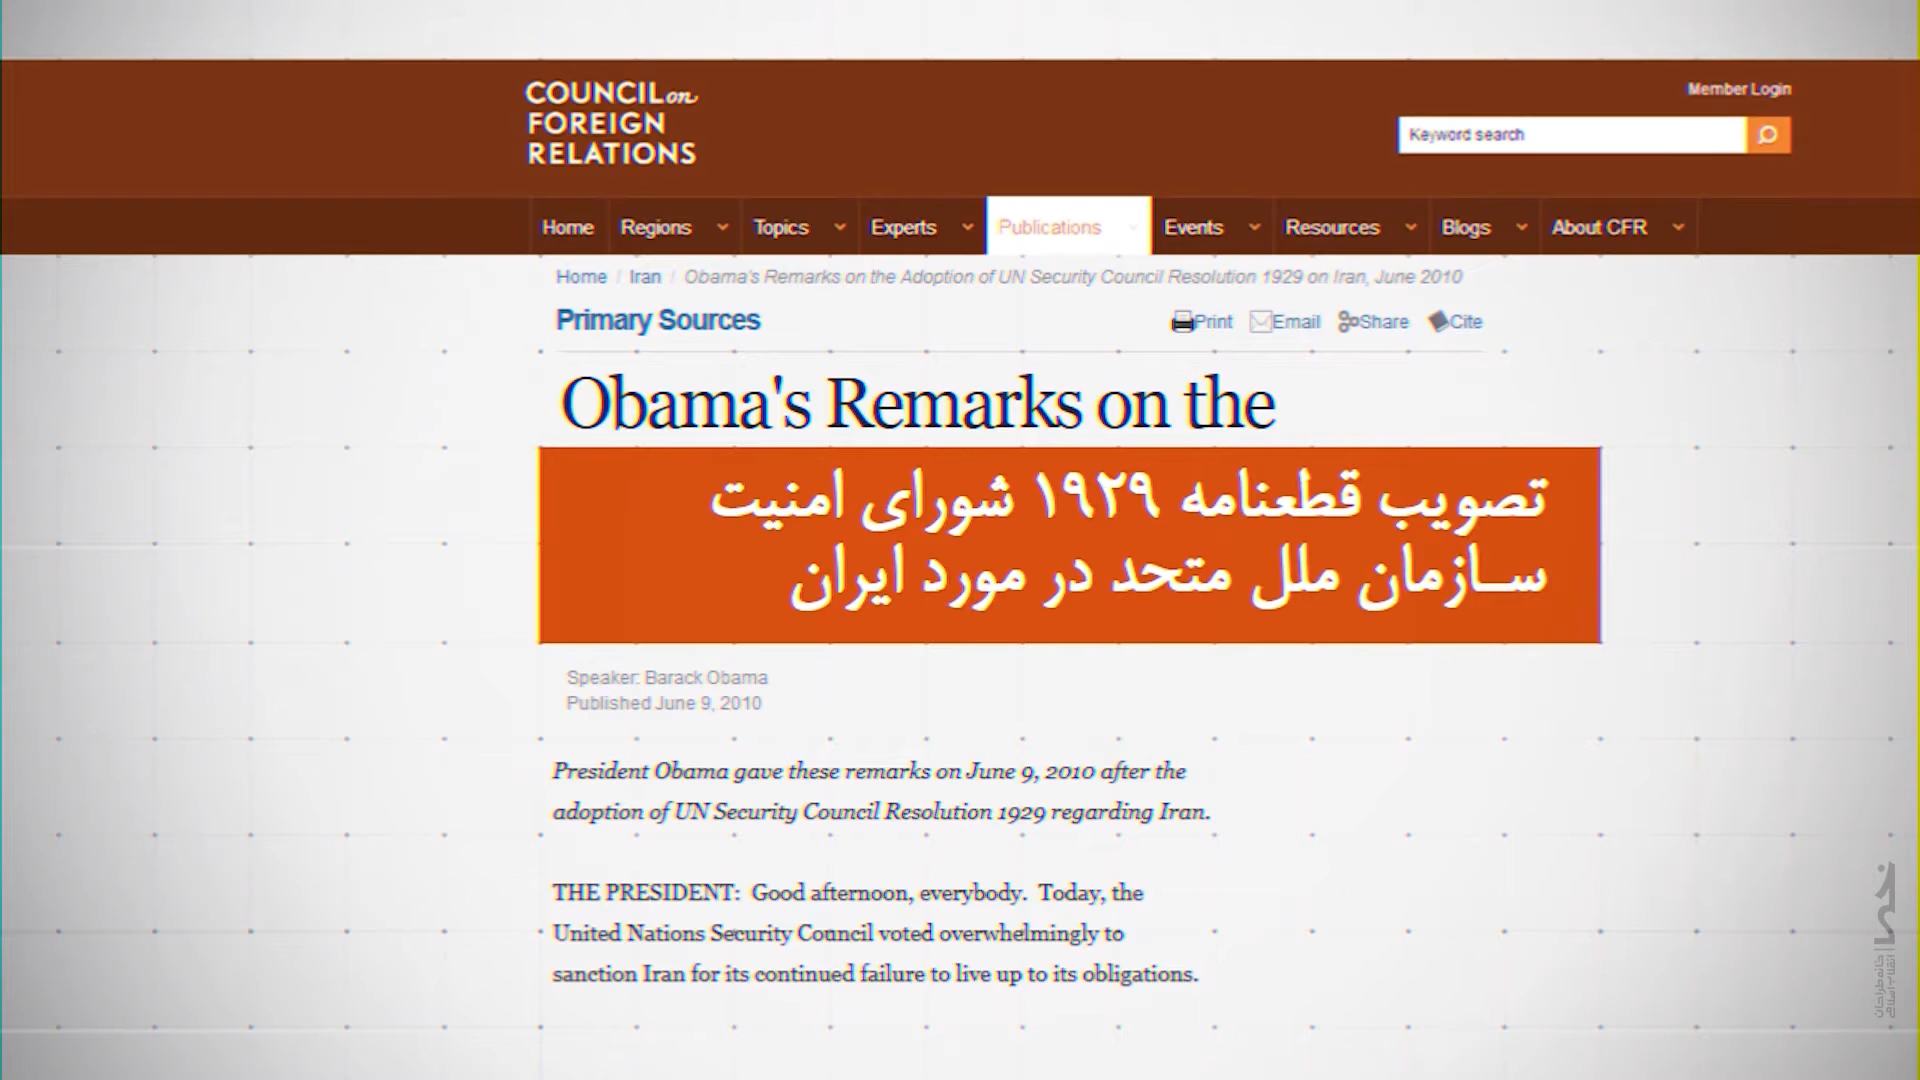 COUNCIL on
FOREIGN
RELATIONS
Member Login
Keyword search
Home Regions Topics Experts Publications Events Resources Blogs About CFR
Home / Iran / Obama's Remarks on the Adoption of UN Security Council Resolution 1929 on Iran, June 2010
Primary Sources
Print Email Share Cite
Obama's Remarks on the
تصویب قطعنامه ۱۹۲۹ شورای امنیت
ســازمان ملل متحد در مورد ایران
Speaker: Barack Obama
Published June 9, 2010
President Obama gave these remarks on June 9, 2010 after the
adoption of UN Security Council Resolution 1929 regarding Iran.
THE PRESIDENT: Good afternoon, everybody. Today, the
United Nations Security Council voted overwhelmingly to
sanction Iran for its continued failure to live up to its obligations.
خانه طراحان
انقلاب اسلامی